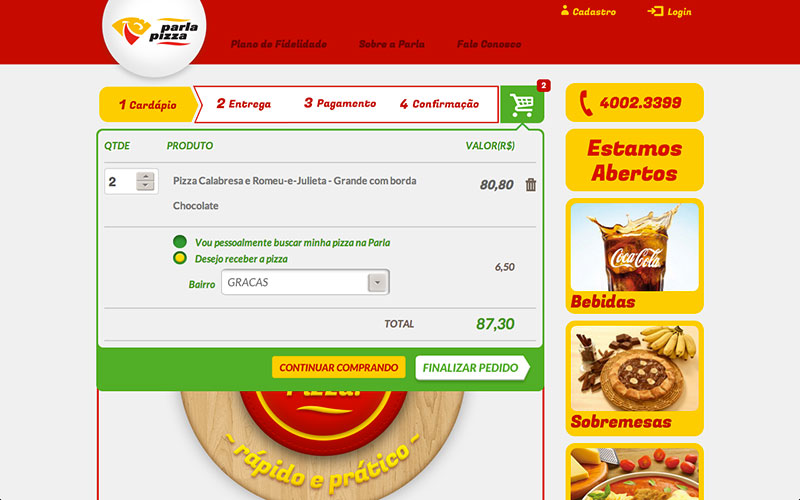 parla
pizza
Cadastro
Login
Plano de Fidelidade
Sobre a Parla
Fale Conosco
1 Cardápio
2 Entrega
3 Pagamento
4 Confirmação
2
4002.3399
QTDE
PRODUTO
VALOR(R$)
2
Pizza Calabresa e Romeu-e-Julieta - Grande com borda
Chocolate
80,80
Vou pessoalmente buscar minha pizza na Parla
Desejo receber a pizza
6,50
Bairro
GRACAS
TOTAL
87,30
CONTINUAR COMPRANDO
FINALIZAR PEDIDO
Estamos
Abertos
Coca-Cola
Bebidas
Sobremesas
Pizza!
- rápido e prático -